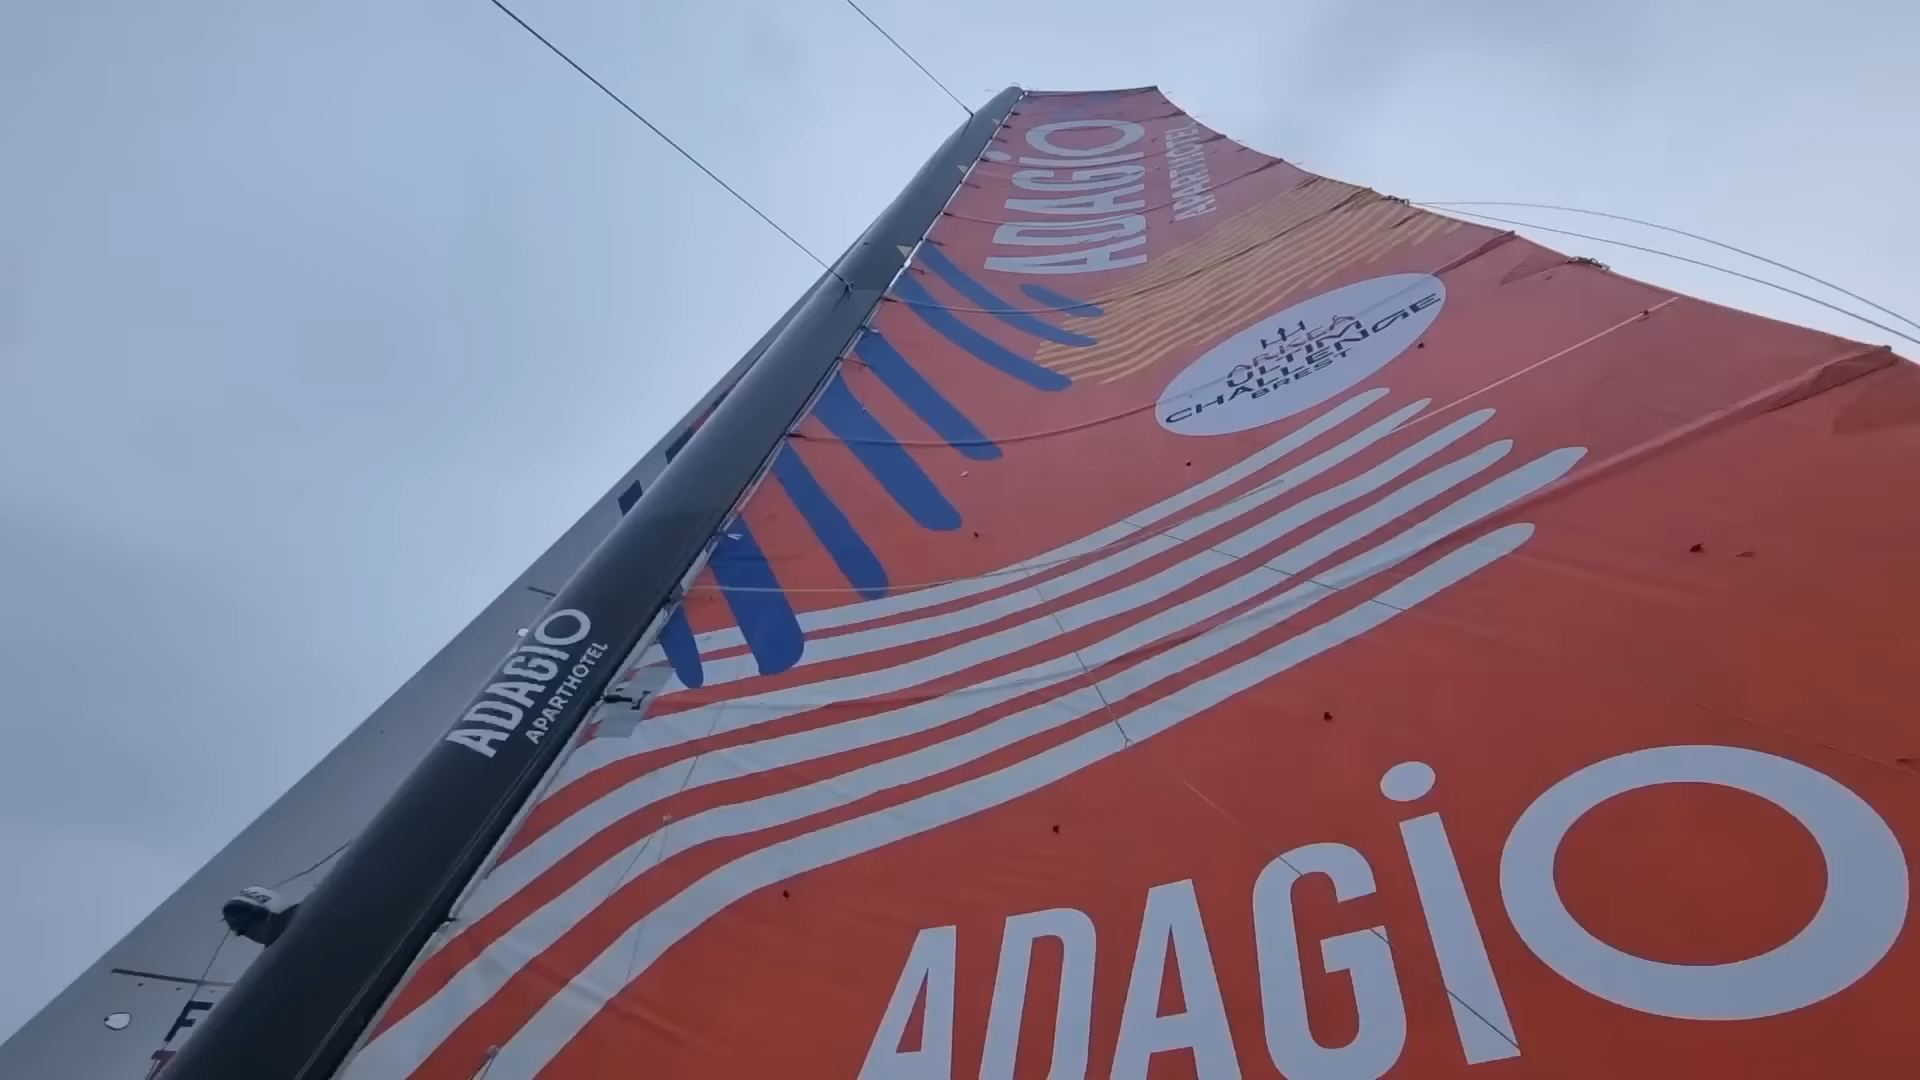 ADAGIO
APARTHOTEL
ARKEA
ULTIM
CHALLENGE
BREST
ADAGIO
APARTHOTEL
ADAGIO